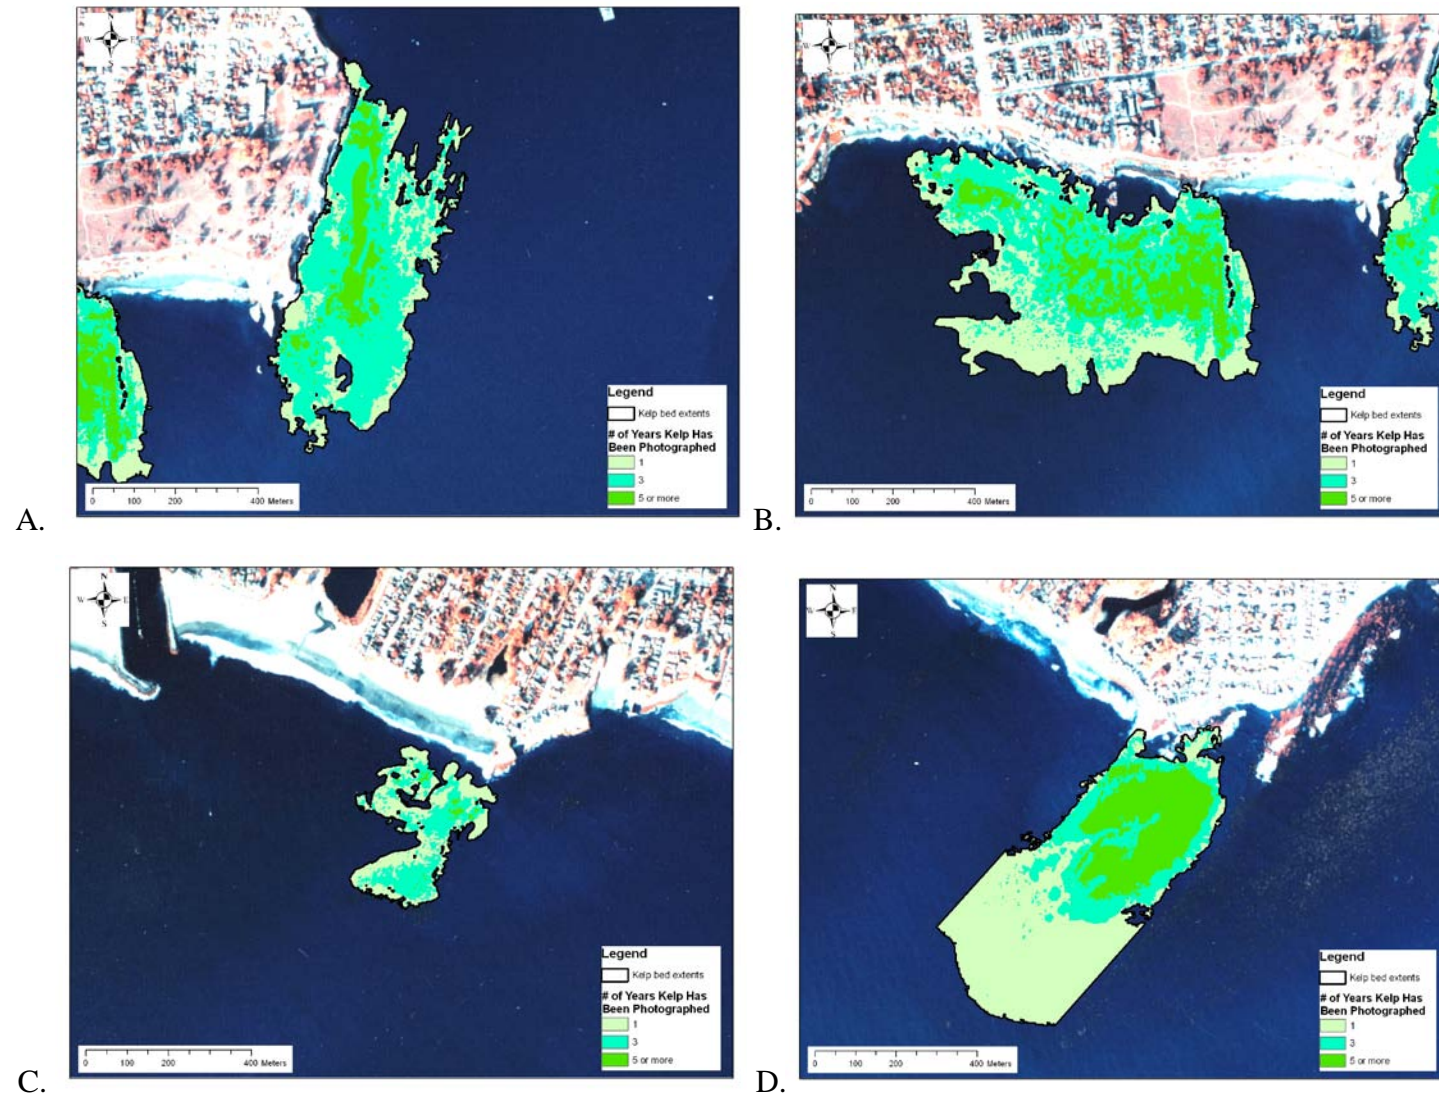 N
W E
S
Legend
Kelp bed extents
# of Years Kelp Has
Been Photographed
1
3
5 or more
0 100 200 400 Meters
A.
N
W E
S
Legend
Kelp bed extents
# of Years Kelp Has
Been Photographed
1
3
5 or more
0 100 200 400 Meters
B.
N
W E
S
Legend
Kelp bed extents
# of Years Kelp Has
Been Photographed
1
3
5 or more
0 100 200 400 Meters
C.
N
W E
S
Legend
Kelp bed extents
# of Years Kelp Has
Been Photographed
1
3
5 or more
0 100 200 400 Meters
D.